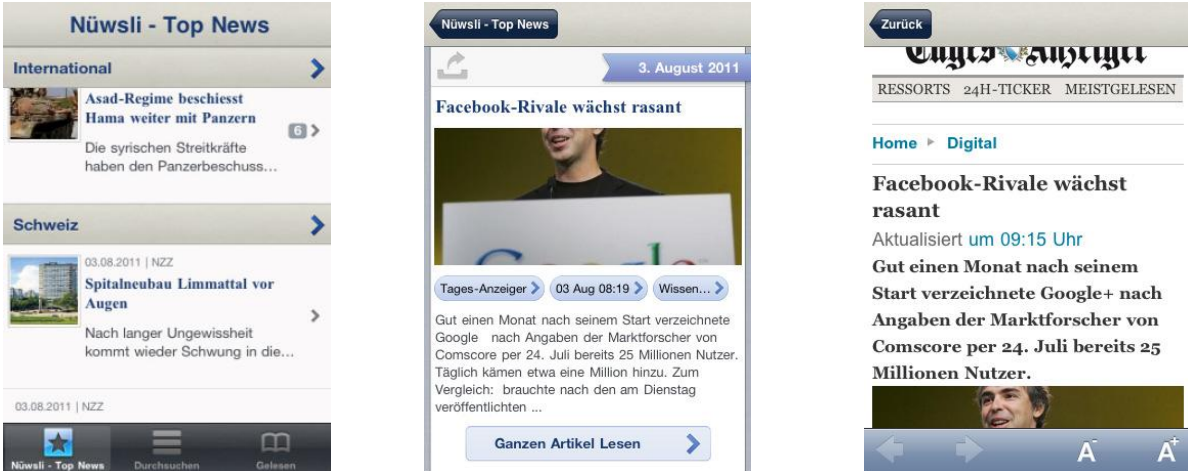 Nüwsli - Top News
International
Asad-Regime beschiesst
Hama weiter mit Panzern
6
Die syrischen Streitkräfte
haben den Panzerbeschuss...
Schweiz
03.08.2011 | NZZ
Spitalneubau Limmattal vor
Augen
Nach langer Ungewissheit
kommt wieder Schwung in die...
03.08.2011 | NZZ
Nüwsli - Top News Durchsuchen Gelesen
Nüwsli - Top News
3. August 2011
Facebook-Rivale wächst rasant
Google
Tages-Anzeiger 03 Aug 08:19 Wissen...
Gut einen Monat nach seinem Start verzeichnete
Google nach Angaben der Marktforscher von
Comscore per 24. Juli bereits 25 Millionen Nutzer.
Täglich kämen etwa eine Million hinzu. Zum
Vergleich: brauchte nach den am Dienstag
veröffentlichten ...
Ganzen Artikel Lesen
Zurück
Tages Anzeiger
RESSORTS 24H-TICKER MEISTGELESEN
Home Digital
Facebook-Rivale wächst
rasant
Aktualisiert um 09:15 Uhr
Gut einen Monat nach seinem
Start verzeichnete Google+ nach
Angaben der Marktforscher von
Comscore per 24. Juli bereits 25
Millionen Nutzer.
A- A+